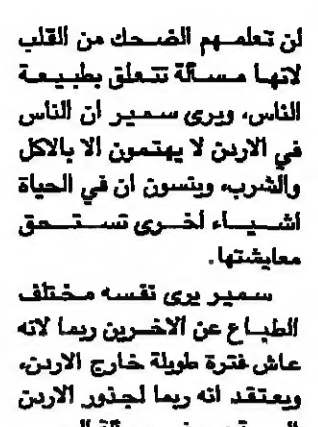 لن تعلمهم الضحك من القلب
لانها مسألة تتعلق بطبيعة
الناس، ويرى سمير ان الناس
في الاردن لا يهتمون الا بالاكل
والشرب، وينسون ان في الحياة
اشياء اخرى تستحق
معايشتها.
سمير يرى نفسه مختلف
الطباع عن الاخرين ربما لانه
عاش فترة طويلة خارج الاردن،
ويعتقد انه ربما لجذور الاردن